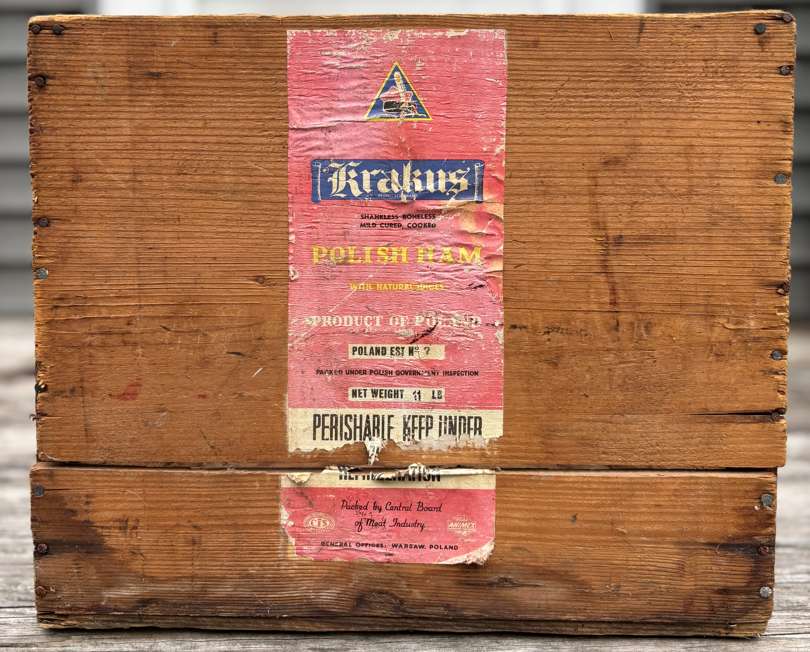 Krakus
SHANKLESS-BONELESS
MILD CURED, COOKED
POLISH HAM
WITH NATURAL JUICES
PRODUCT OF POLAND
POLAND EST Nº 7
PACKED UNDER POLISH GOVERNMENT INSPECTION
NET WEIGHT 11 LB
PERISHABLE KEEP UNDER
REFRIGERATION
Packed by Central Board
of Meat Industry
ANIMEX
GENERAL OFFICES: WARSAW, POLAND